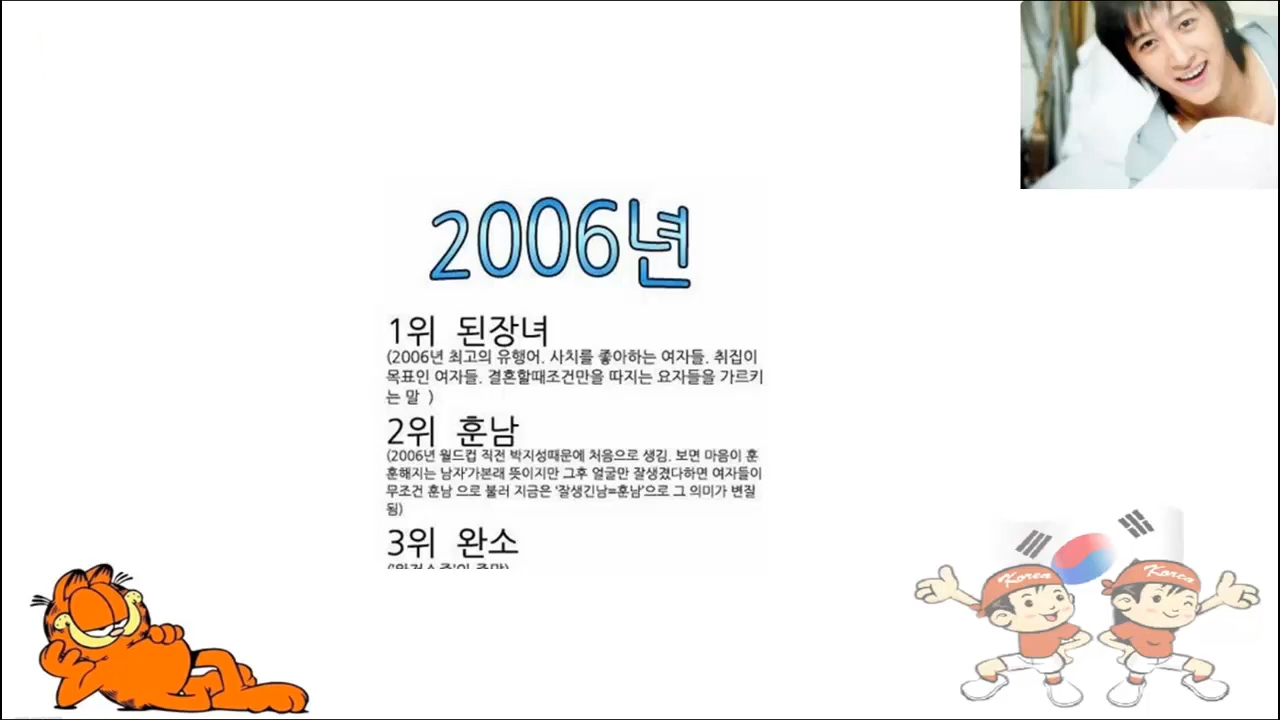 2006년
1위 된장녀
(2006년 최고의 유행어. 사치를 좋아하는 여자들. 취집이
목표인 여자들. 결혼할때조건만을 따지는 요자들을 가르키
는 말 )
2위 훈남
(2006년 월드컵 직전 박지성때문에 처음으로 생김. 보면 마음이 훈
훈해지는 남자'가본래 뜻이지만 그후 얼굴만 잘생겼다하면 여자들이
무조건 훈남 으로 불러 지금은 '잘생긴남=훈남'으로 그 의미가 변질
됨)
3위 완소
Korea Korea